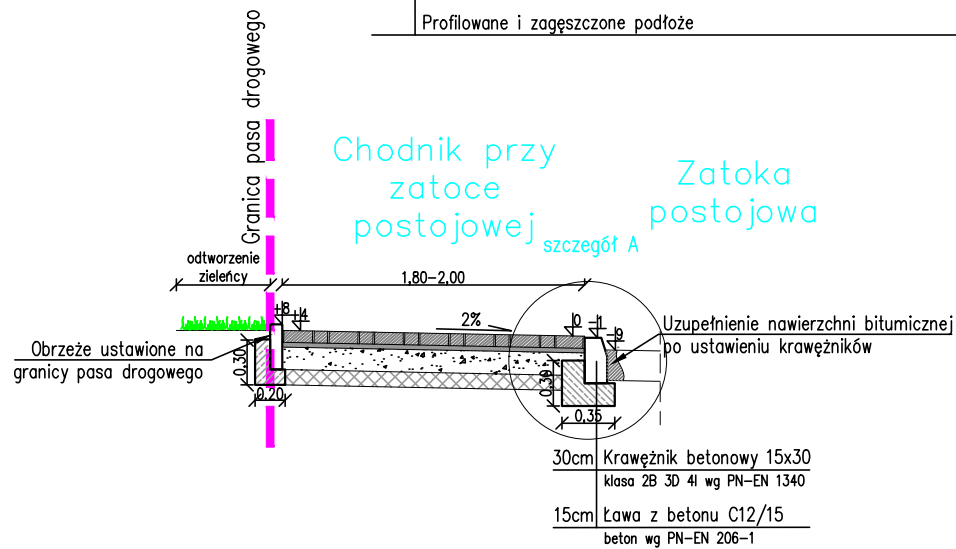 Profilowane i zagęszczone podłoże
Granica pasa drogowego
Chodnik przy
zatoce
postojowej
Zatoka
postojowa
szczegół A
odtworzenie
zieleńcy
1,80-2,00
+8
+4
2%
0
-1
-9
Obrzeże ustawione na
granicy pasa drogowego
0,30
0,20
Uzupełnienie nawierzchni bitumicznej
po ustawieniu krawężników
0,30
0,35
30cm Krawężnik betonowy 15x30
klasa 2B 3D 4I wg PN-EN 1340
15cm Ława z betonu C12/15
beton wg PN-EN 206-1